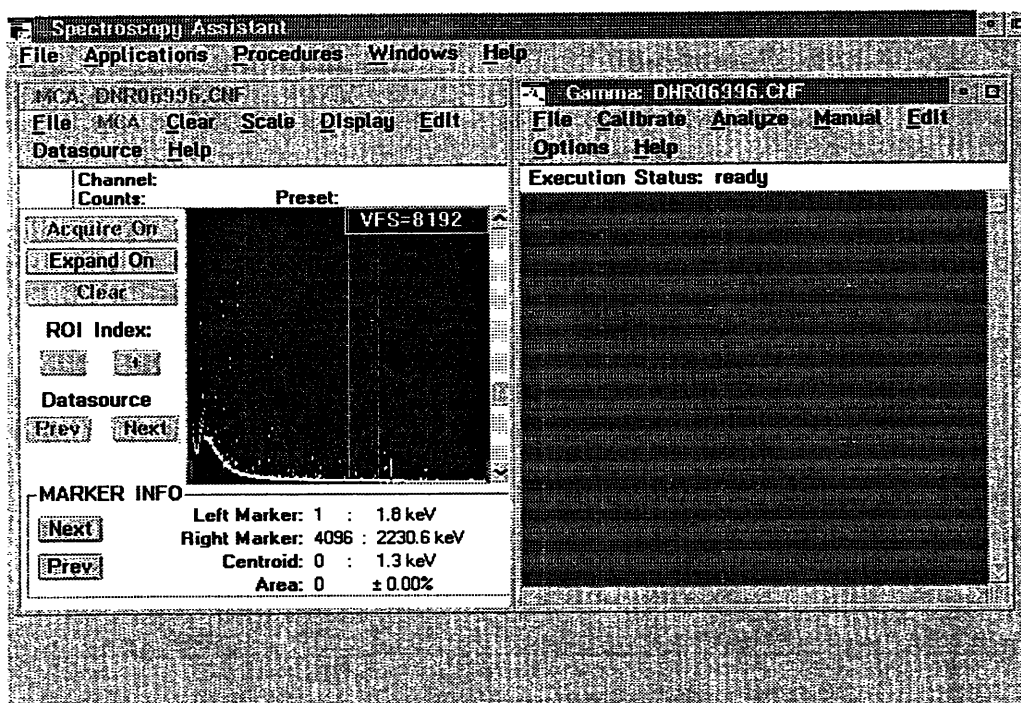 Spectroscopy Assistant
File Applications Procedures Windows Help
MCA: DHR06996.CNF
File MCA Clear Scale Display Edit
Datasource Help
Channel:
Counts: Preset:
VFS=8192
Acquire On
Expand On
Clear
ROI Index:
- +
Datasource
Prev Next
MARKER INFO
Next
Prev
Left Marker: 1 : 1.8 keV
Right Marker: 4096 : 2230.6 keV
Centroid: 0 : 1.3 keV
Area: 0 ± 0.00%
Gamma: DHR06996.CNF
File Calibrate Analyze Manual Edit
Options Help
Execution Status: ready